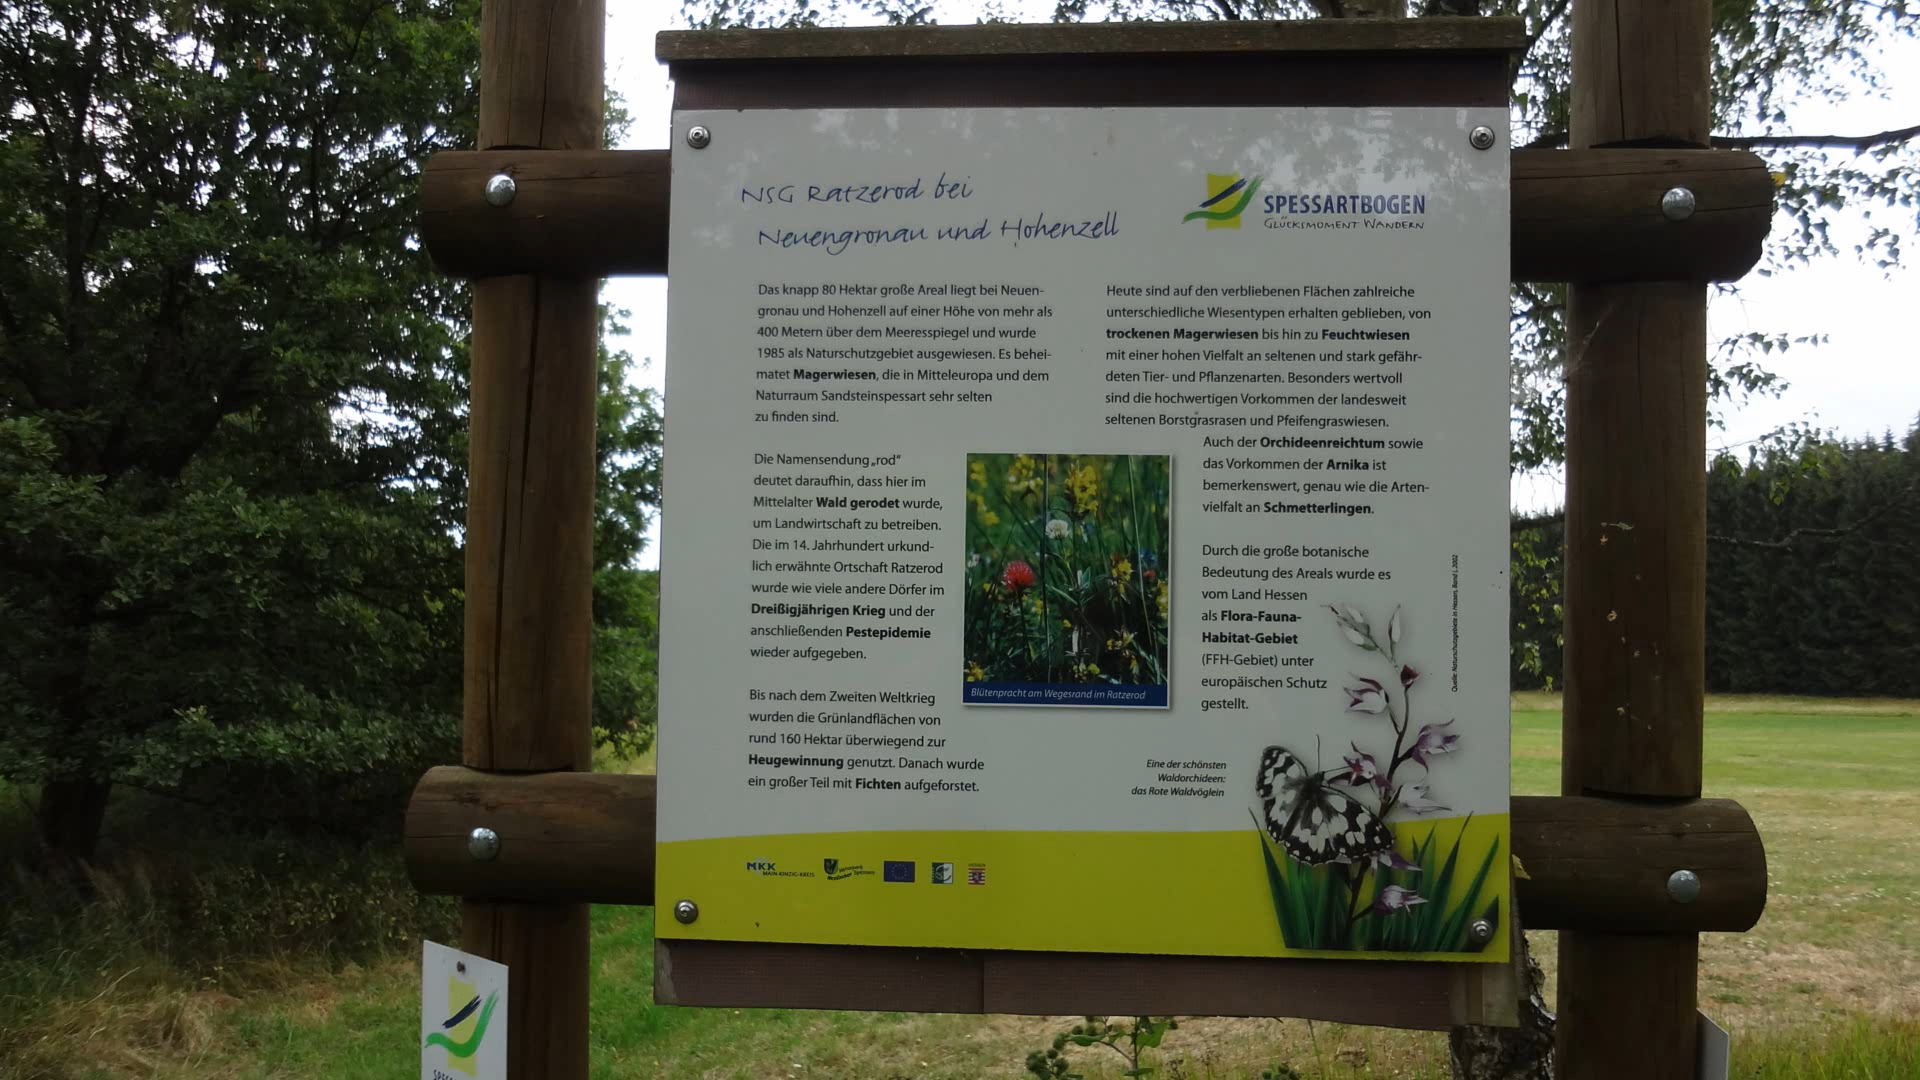 NSG Ratzerod bei
Neuengronau und Hohenzell
SPESSARTBOGEN
GLÜCKSMOMENT WANDERN
Das knapp 80 Hektar große Areal liegt bei Neuen-
gronau und Hohenzell auf einer Höhe von mehr als
400 Metern über dem Meeresspiegel und wurde
1985 als Naturschutzgebiet ausgewiesen. Es behei-
matet Magerwiesen, die in Mitteleuropa und dem
Naturraum Sandsteinspessart sehr selten
zu finden sind.
Die Namensendung „rod“
deutet daraufhin, dass hier im
Mittelalter Wald gerodet wurde,
um Landwirtschaft zu betreiben.
Die im 14. Jahrhundert urkund-
lich erwähnte Ortschaft Ratzerod
wurde wie viele andere Dörfer im
Dreißigjährigen Krieg und der
anschließenden Pestepidemie
wieder aufgegeben.
Bis nach dem Zweiten Weltkrieg
wurden die Grünlandflächen von
rund 160 Hektar überwiegend zur
Heugewinnung genutzt. Danach wurde
ein großer Teil mit Fichten aufgeforstet.
Blütenpracht am Wegesrand im Ratzerod
Heute sind auf den verbliebenen Flächen zahlreiche
unterschiedliche Wiesentypen erhalten geblieben, von
trockenen Magerwiesen bis hin zu Feuchtwiesen
mit einer hohen Vielfalt an seltenen und stark gefähr-
deten Tier- und Pflanzenarten. Besonders wertvoll
sind die hochwertigen Vorkommen der landesweit
seltenen Borstgrasrasen und Pfeifengraswiesen.
Auch der Orchideenreichtum sowie
das Vorkommen der Arnika ist
bemerkenswert, genau wie die Arten-
vielfalt an Schmetterlingen.
Durch die große botanische
Bedeutung des Areals wurde es
vom Land Hessen
als Flora-Fauna-
Habitat-Gebiet
(FFH-Gebiet) unter
europäischen Schutz
gestellt.
Quelle: Naturschutzgebiete in Hessen, Band I, 2002
Eine der schönsten
Waldorchideen:
das Rote Waldvöglein
MKK
MAIN-KINZIG-KREIS
HESSEN